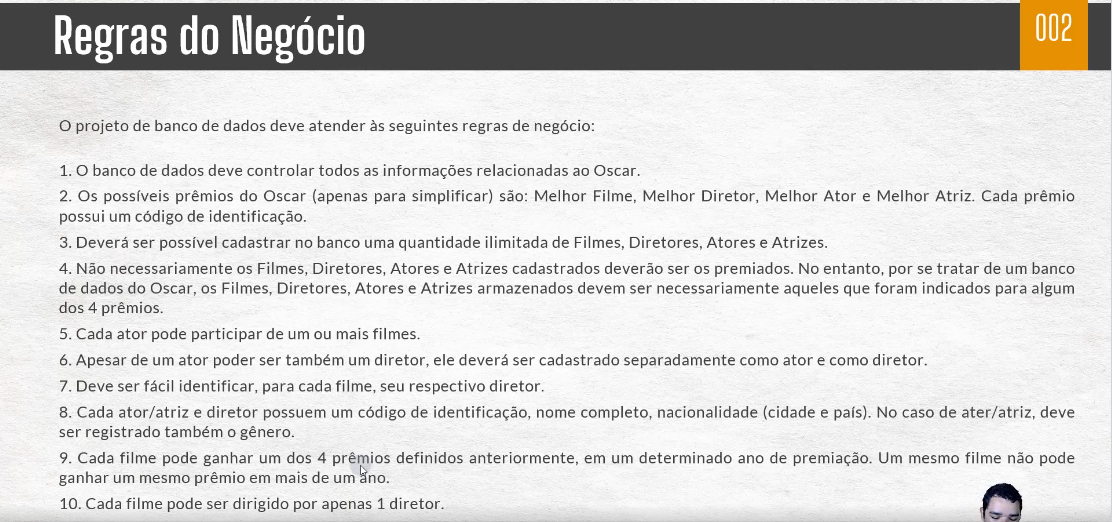 Regras do Negócio
002
O projeto de banco de dados deve atender às seguintes regras de negócio:
1. O banco de dados deve controlar todos as informações relacionadas ao Oscar.
2. Os possíveis prêmios do Oscar (apenas para simplificar) são: Melhor Filme, Melhor Diretor, Melhor Ator e Melhor Atriz. Cada prêmio
possui um código de identificação.
3. Deverá ser possível cadastrar no banco uma quantidade ilimitada de Filmes, Diretores, Atores e Atrizes.
4. Não necessariamente os Filmes, Diretores, Atores e Atrizes cadastrados deverão ser os premiados. No entanto, por se tratar de um banco
de dados do Oscar, os Filmes, Diretores, Atores e Atrizes armazenados devem ser necessariamente aqueles que foram indicados para algum
dos 4 prêmios.
5. Cada ator pode participar de um ou mais filmes.
6. Apesar de um ator poder ser também um diretor, ele deverá ser cadastrado separadamente como ator e como diretor.
7. Deve ser fácil identificar, para cada filme, seu respectivo diretor.
8. Cada ator/atriz e diretor possuem um código de identificação, nome completo, nacionalidade (cidade e país). No caso de ater/atriz, deve
ser registrado também o gênero.
9. Cada filme pode ganhar um dos 4 prêmios definidos anteriormente, em um determinado ano de premiação. Um mesmo filme não pode
ganhar um mesmo prêmio em mais de um ano.
10. Cada filme pode ser dirigido por apenas 1 diretor.